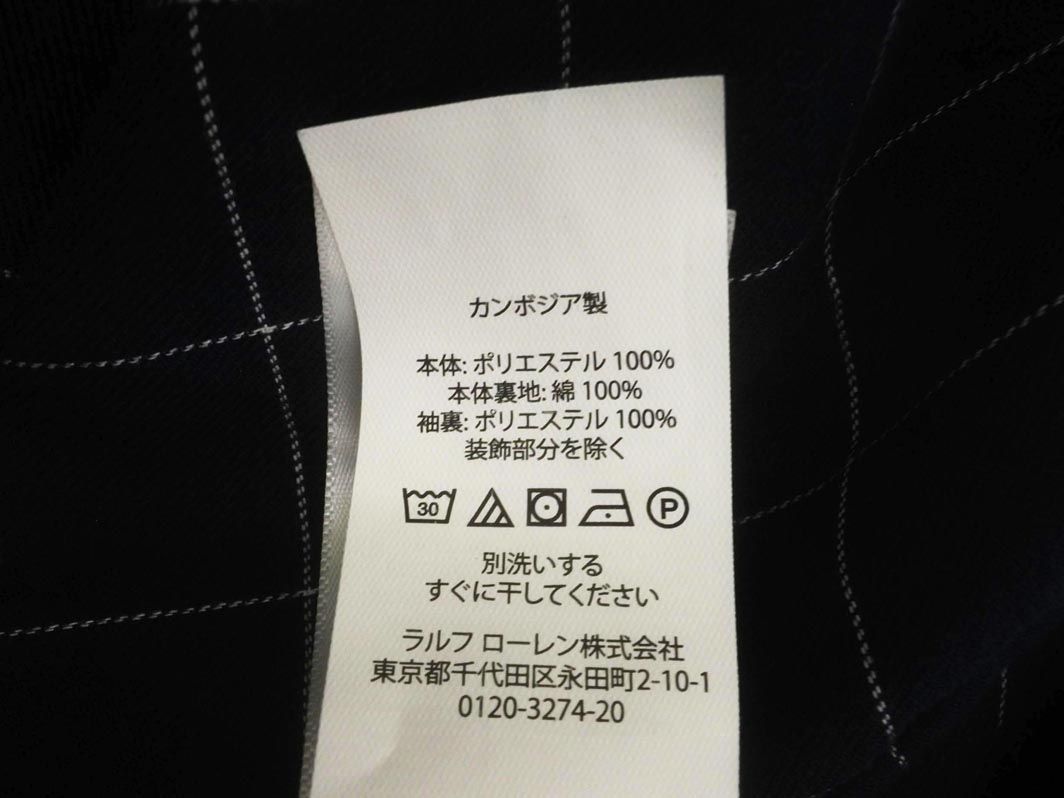 カンボジア製
本体: ポリエステル 100%
本体裏地: 綿 100%
袖裏: ポリエステル 100%
装飾部分を除く
30 P
別洗いする
すぐに干してください
ラルフ ローレン株式会社
東京都千代田区永田町2-10-1
0120-3274-20